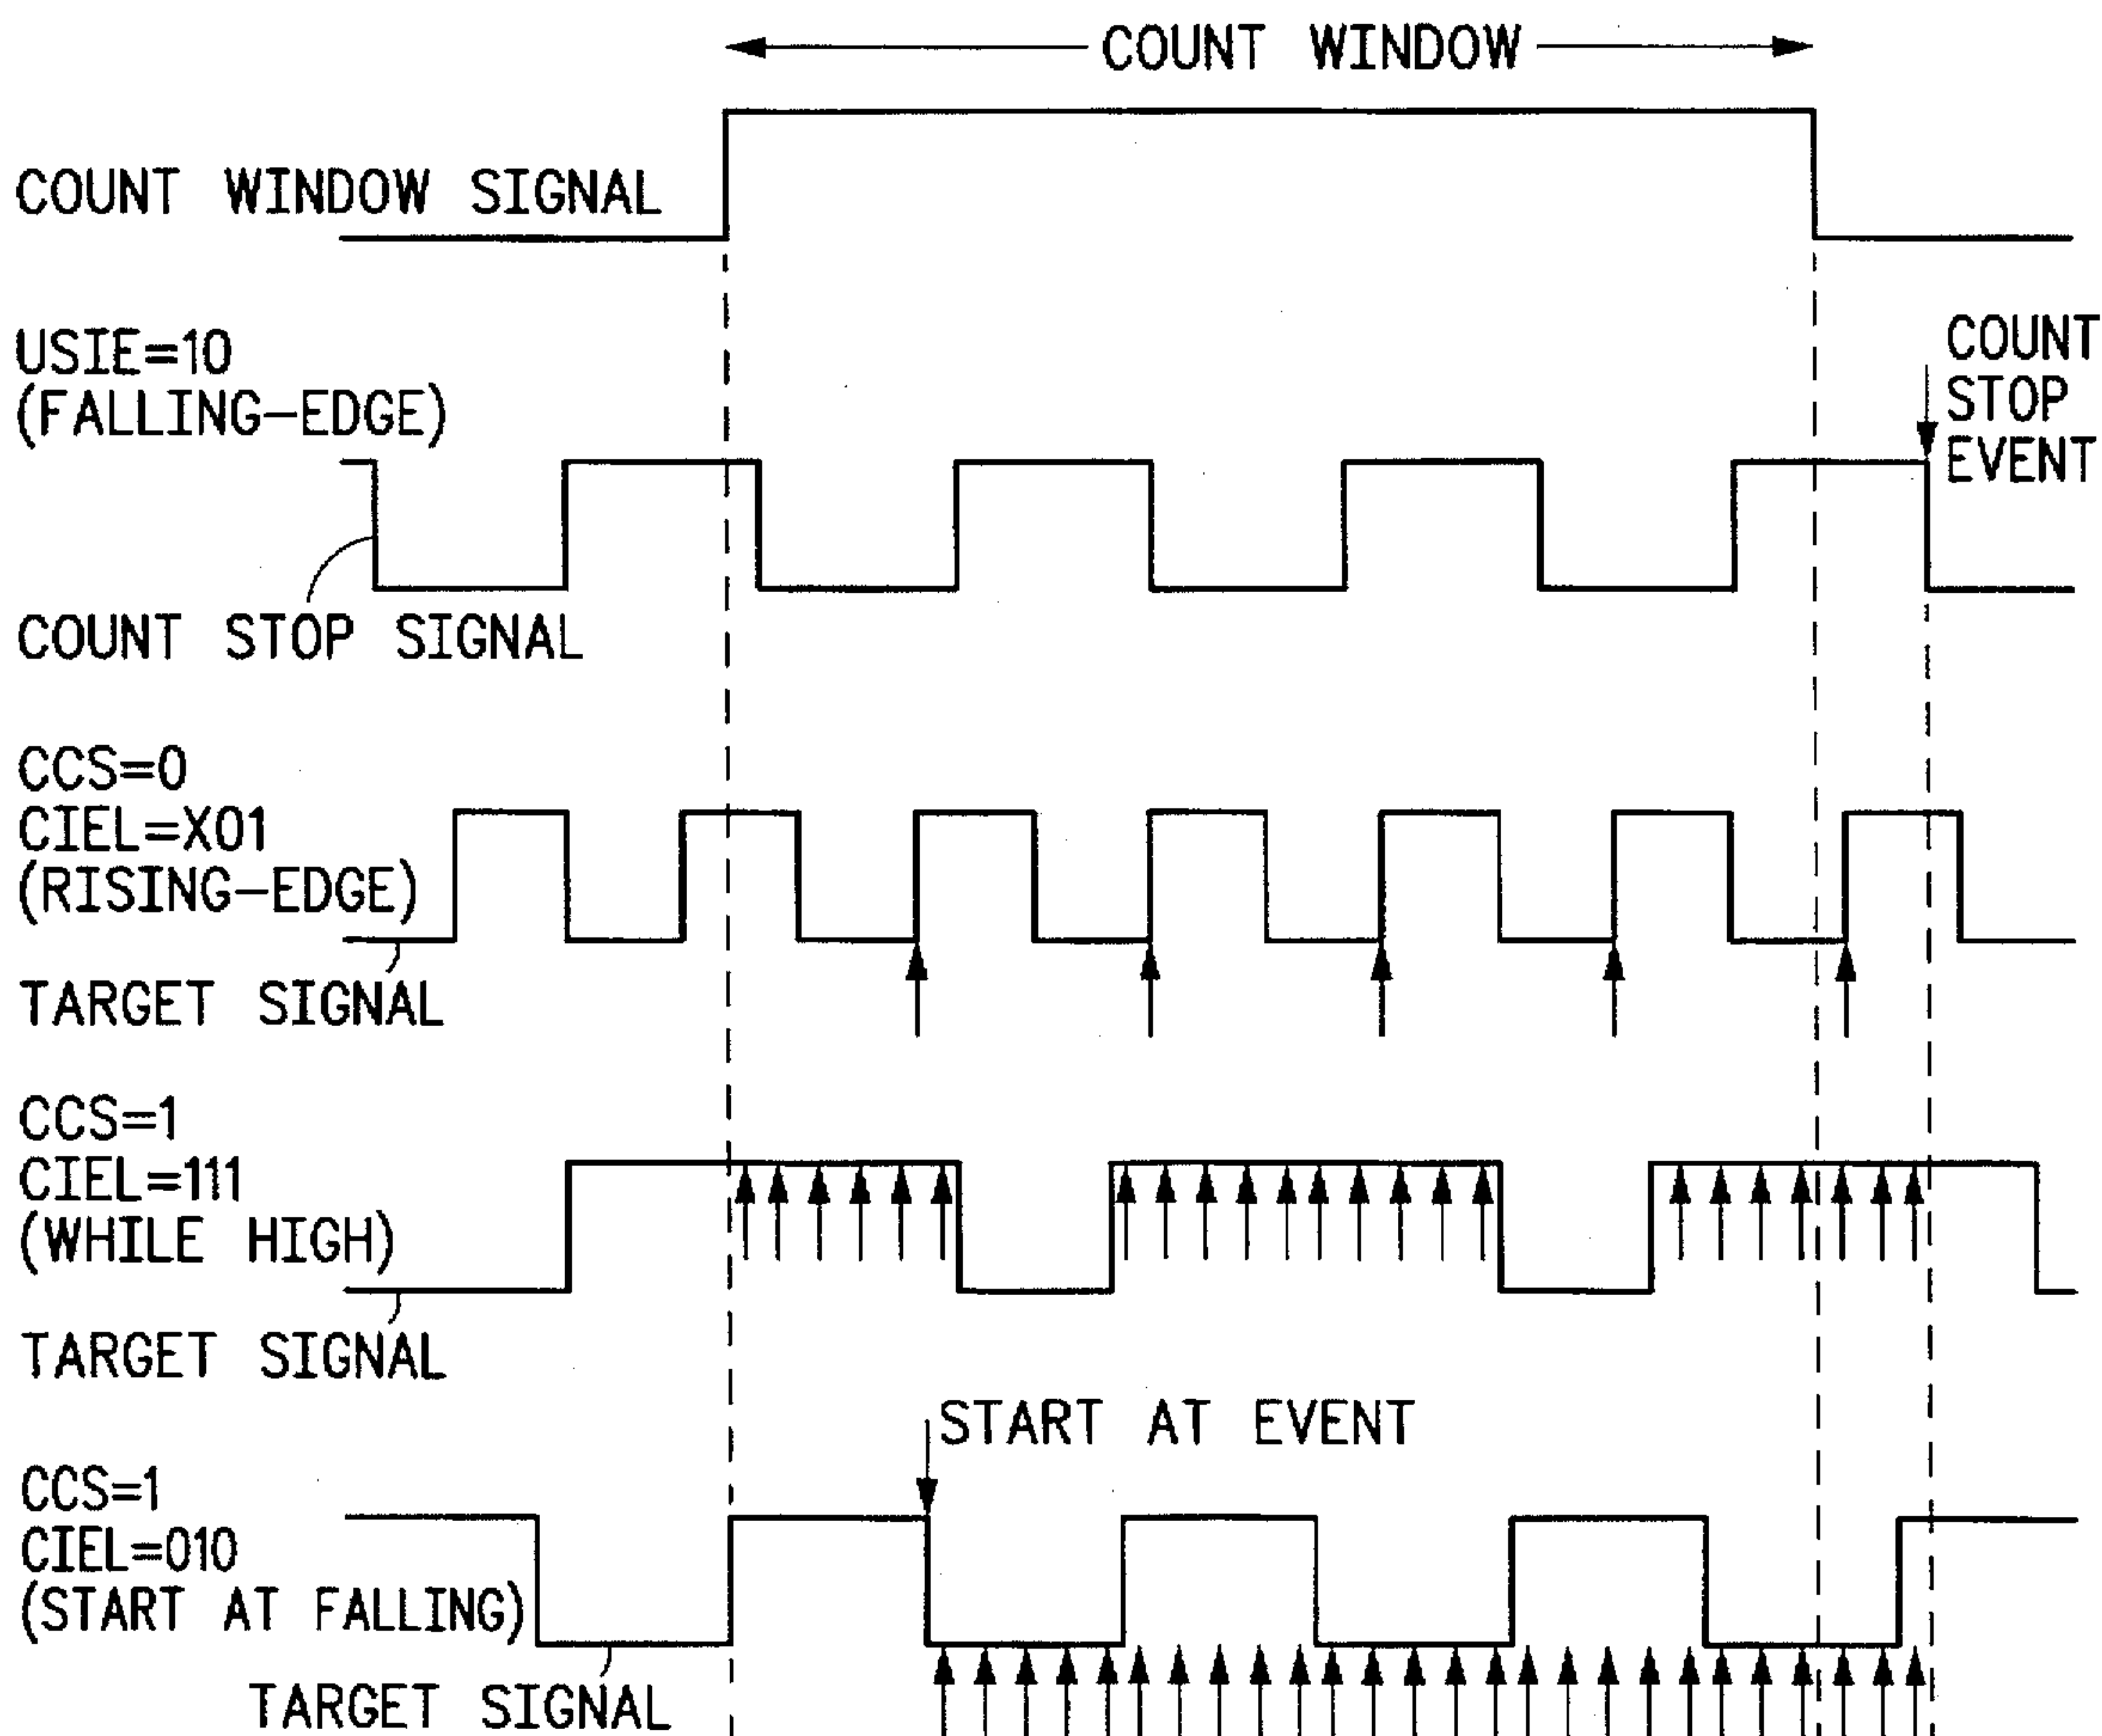 COUNT WINDOW
COUNT WINDOW SIGNAL
USIE=10
(FALLING-EDGE)
COUNT
STOP
EVENT
COUNT STOP SIGNAL
CCS=0
CIEL=X01
(RISING-EDGE)
TARGET SIGNAL
CCS=1
CIEL=111
(WHILE HIGH)
TARGET SIGNAL
START AT EVENT
CCS=1
CIEL=010
(START AT FALLING)
TARGET SIGNAL